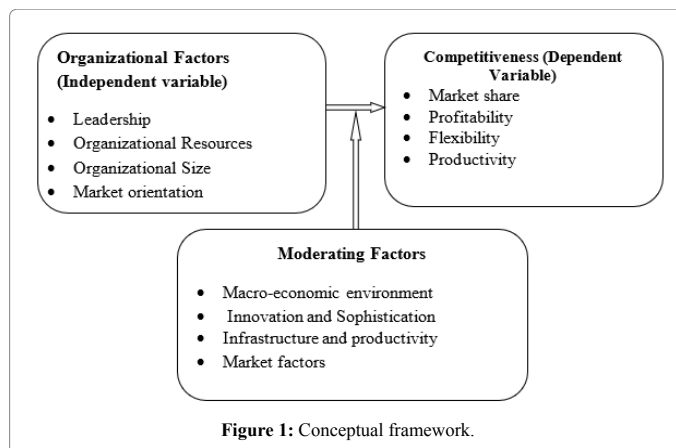 Organizational Factors
(Independent variable)
• Leadership
• Organizational Resources
• Organizational Size
• Market orientation
Competitiveness (Dependent
Variable)
• Market share
• Profitability
• Flexibility
• Productivity
Moderating Factors
• Macro-economic environment
• Innovation and Sophistication
• Infrastructure and productivity
• Market factors
Figure 1: Conceptual framework.